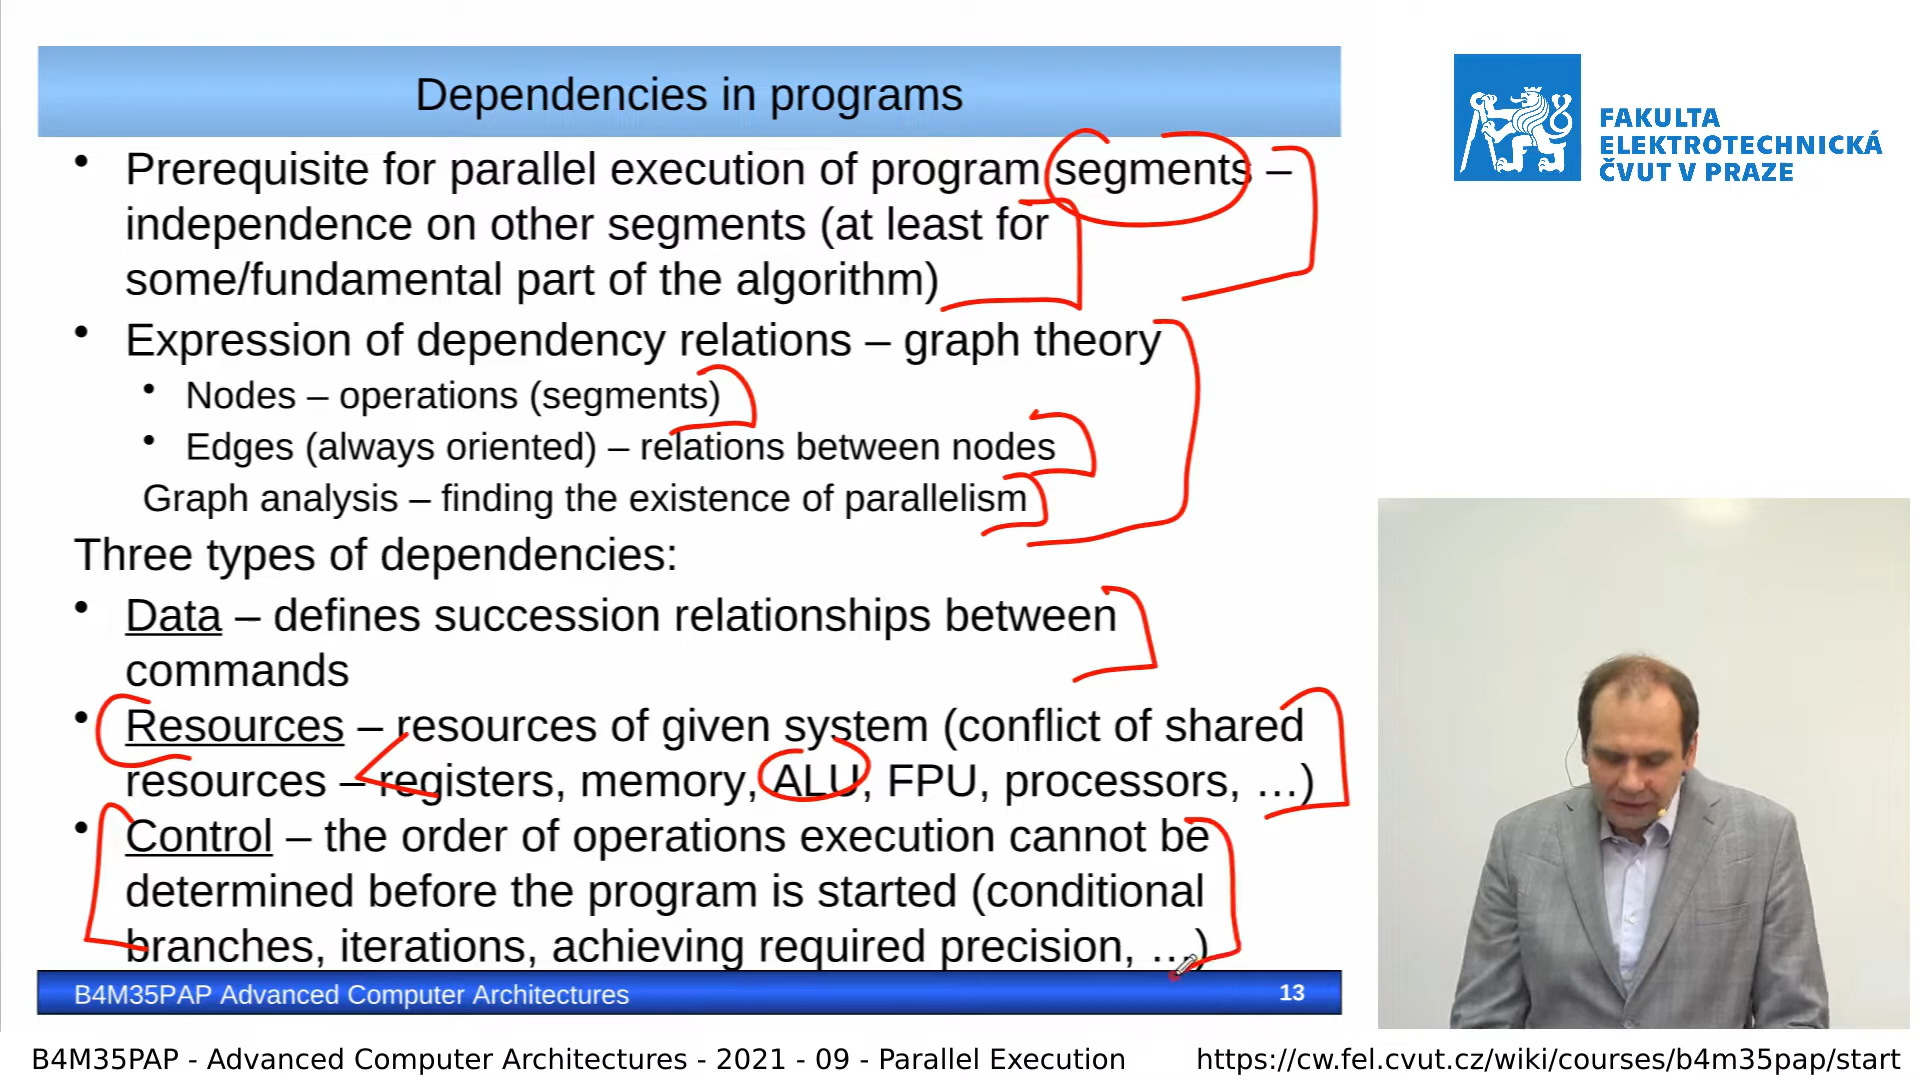 Dependencies in programs
• Prerequisite for parallel execution of program segments –
independence on other segments (at least for
some/fundamental part of the algorithm)
• Expression of dependency relations – graph theory
• Nodes – operations (segments)
• Edges (always oriented) – relations between nodes
Graph analysis – finding the existence of parallelism
Three types of dependencies:
• Data – defines succession relationships between
commands
• Resources – resources of given system (conflict of shared
resources – registers, memory, ALU, FPU, processors, …)
• Control – the order of operations execution cannot be
determined before the program is started (conditional
branches, iterations, achieving required precision, …)
B4M35PAP Advanced Computer Architectures
13
FAKULTA
ELEKTROTECHNICKÁ
ČVUT V PRAZE
B4M35PAP - Advanced Computer Architectures - 2021 - 09 - Parallel Execution
https://cw.fel.cvut.cz/wiki/courses/b4m35pap/start